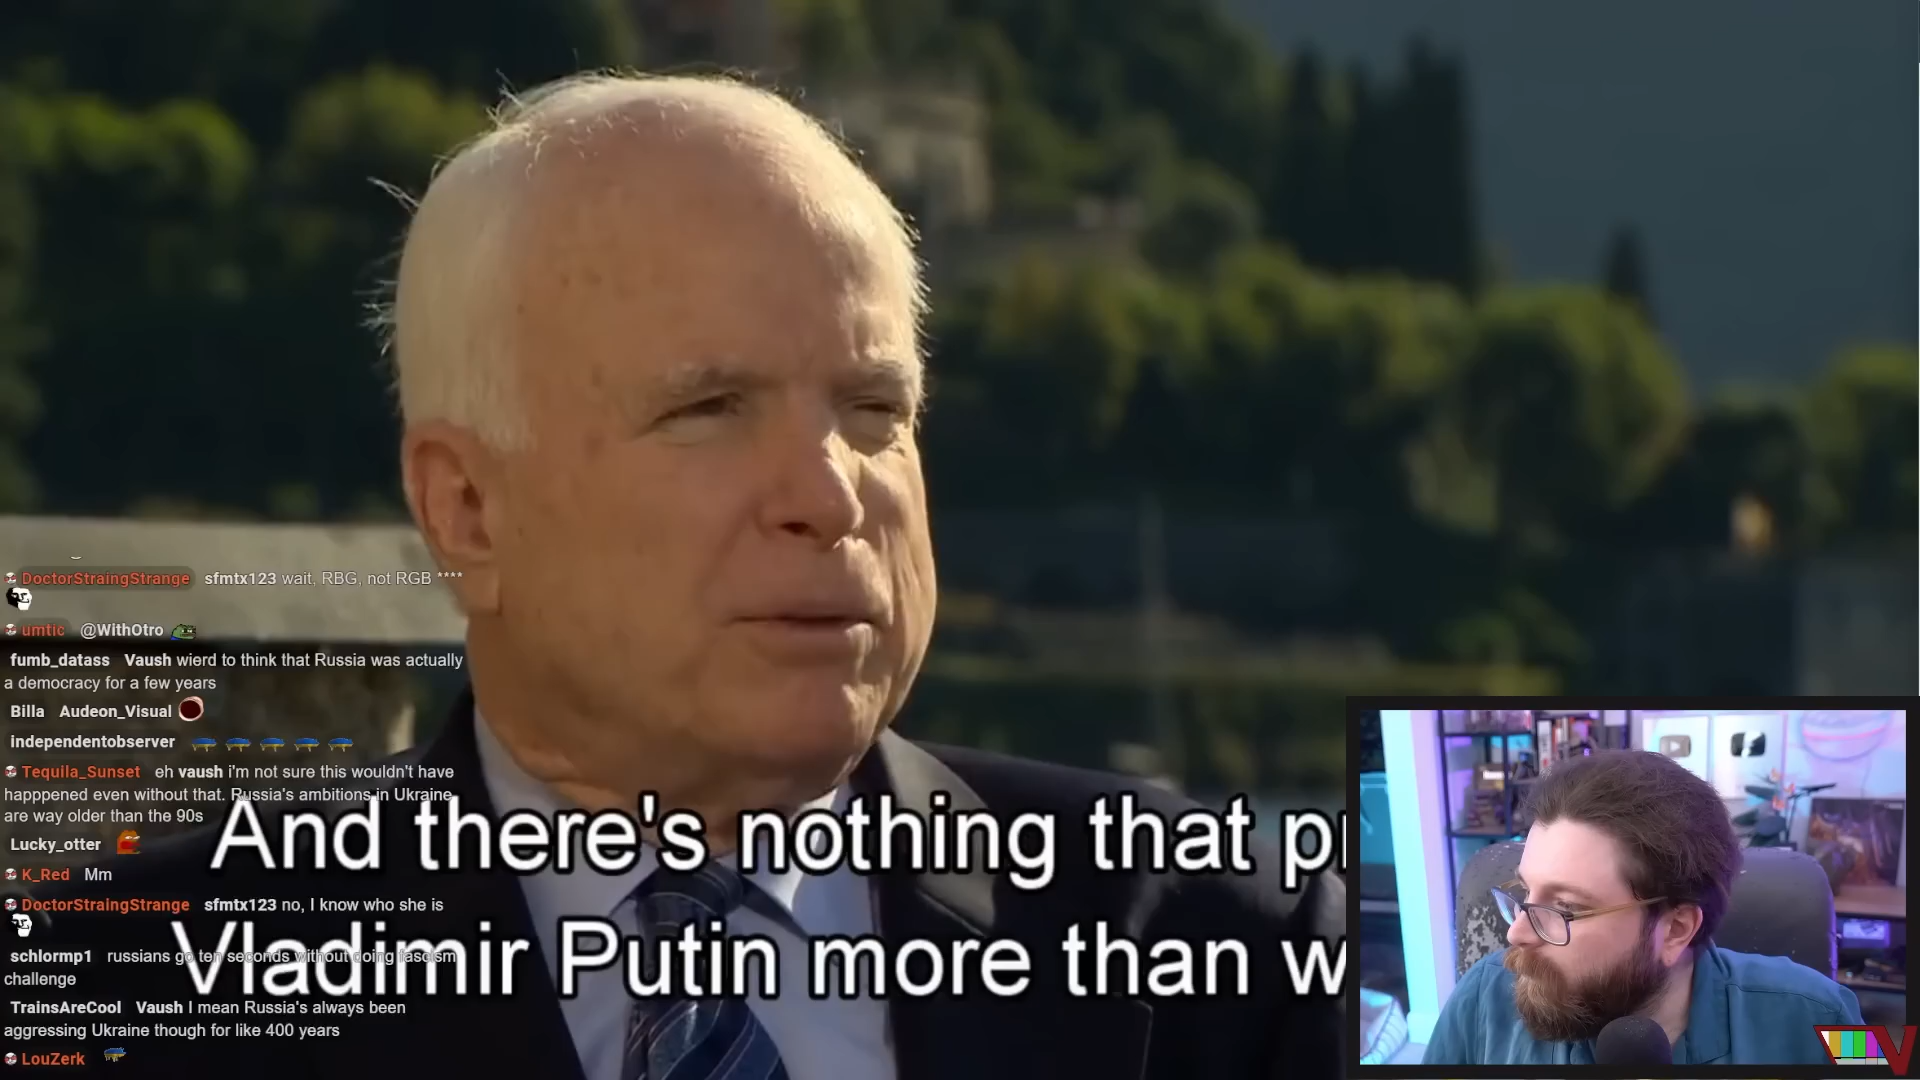 DoctorStraingStrange sfmtx123 wait, RBG, not RGB ****
umtic @WithOtro
fumb_datass Vaush wierd to think that Russia was actually
a democracy for a few years
Billa Audeon_Visual
independentobserver
Tequila_Sunset eh vaush i'm not sure this wouldn't have
happpened even without that. Russia's ambitions in Ukraine
are way older than the 90s
Lucky_otter
K_Red Mm
DoctorStraingStrange sfmtx123 no, I know who she is
schlormp1 russians go ten seconds without doing fascism
challenge
TrainsAreCool Vaush I mean Russia's always been
aggressing Ukraine though for like 400 years
LouZerk
And there's nothing that
Vladimir Putin more than